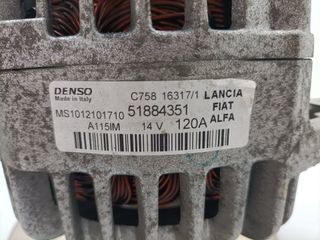 DENSO C758 16317/1 LANCIA
Made in Italy FIAT
MS1012101710 51884351 ALFA
A115IM 14 V 120A